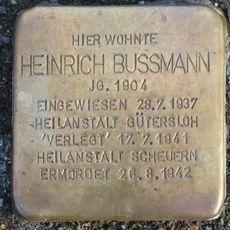 HIER WOHNTE
HEINRICH BUSSMANN
JG. 1904
EINGEWIESEN 28.7.1937
HEILANSTALT GÜTERSLOH
'VERLEGT' 17.7.1941
HEILANSTALT SCHEUERN
ERMORDET 26.8.1942